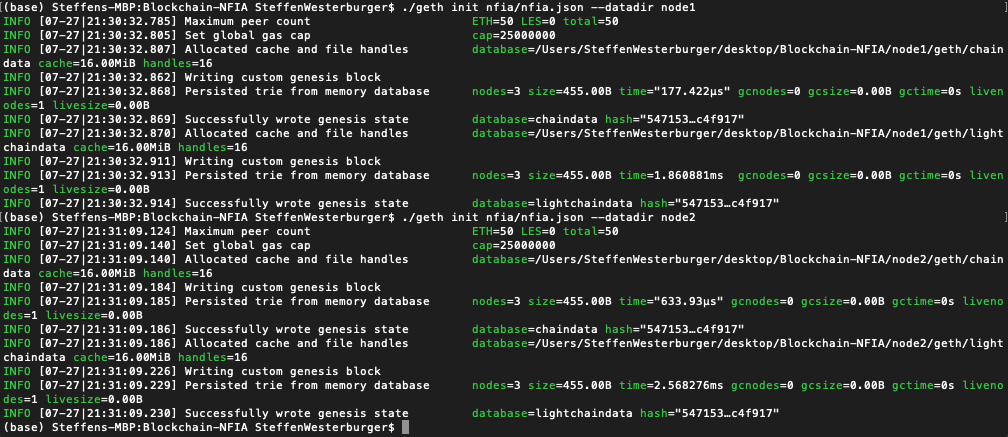 [(base) Steffens-MBP:Blockchain-NFIA SteffenWesterburger$ ./geth init nfia/nfia.json --datadir node1 ]
INFO [07-27|21:30:32.785] Maximum peer count ETH=50 LES=0 total=50
INFO [07-27|21:30:32.805] Set global gas cap cap=25000000
INFO [07-27|21:30:32.807] Allocated cache and file handles database=/Users/SteffenWesterburger/desktop/Blockchain-NFIA/node1/geth/chain
data cache=16.00MiB handles=16
INFO [07-27|21:30:32.862] Writing custom genesis block
INFO [07-27|21:30:32.868] Persisted trie from memory database nodes=3 size=455.00B time="177.422µs" gcnodes=0 gcsize=0.00B gctime=0s liven
odes=1 livesize=0.00B
INFO [07-27|21:30:32.869] Successfully wrote genesis state database=chaindata hash="547153…c4f917"
INFO [07-27|21:30:32.870] Allocated cache and file handles database=/Users/SteffenWesterburger/desktop/Blockchain-NFIA/node1/geth/light
chaindata cache=16.00MiB handles=16
INFO [07-27|21:30:32.911] Writing custom genesis block
INFO [07-27|21:30:32.913] Persisted trie from memory database nodes=3 size=455.00B time=1.860881ms gcnodes=0 gcsize=0.00B gctime=0s liven
odes=1 livesize=0.00B
INFO [07-27|21:30:32.914] Successfully wrote genesis state database=lightchaindata hash="547153…c4f917"
[(base) Steffens-MBP:Blockchain-NFIA SteffenWesterburger$ ./geth init nfia/nfia.json --datadir node2 ]
INFO [07-27|21:31:09.124] Maximum peer count ETH=50 LES=0 total=50
INFO [07-27|21:31:09.140] Set global gas cap cap=25000000
INFO [07-27|21:31:09.140] Allocated cache and file handles database=/Users/SteffenWesterburger/desktop/Blockchain-NFIA/node2/geth/chain
data cache=16.00MiB handles=16
INFO [07-27|21:31:09.184] Writing custom genesis block
INFO [07-27|21:31:09.185] Persisted trie from memory database nodes=3 size=455.00B time="633.93µs" gcnodes=0 gcsize=0.00B gctime=0s liveno
des=1 livesize=0.00B
INFO [07-27|21:31:09.186] Successfully wrote genesis state database=chaindata hash="547153…c4f917"
INFO [07-27|21:31:09.186] Allocated cache and file handles database=/Users/SteffenWesterburger/desktop/Blockchain-NFIA/node2/geth/light
chaindata cache=16.00MiB handles=16
INFO [07-27|21:31:09.226] Writing custom genesis block
INFO [07-27|21:31:09.229] Persisted trie from memory database nodes=3 size=455.00B time=2.568276ms gcnodes=0 gcsize=0.00B gctime=0s liven
odes=1 livesize=0.00B
INFO [07-27|21:31:09.230] Successfully wrote genesis state database=lightchaindata hash="547153…c4f917"
(base) Steffens-MBP:Blockchain-NFIA SteffenWesterburger$